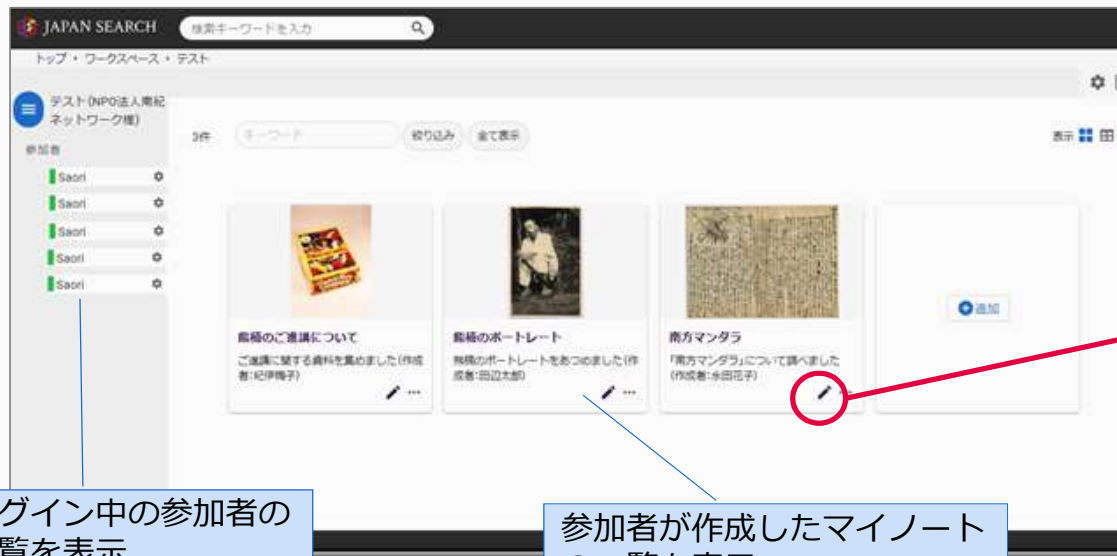 JAPAN SEARCH
検索キーワードを入力
トップ・ワークスペース・テスト
テスト(NPO法人南紀
ネットワーク様)
参加者
Saori
Saori
Saori
Saori
Saori
3件
キーワード
絞り込み
全て表示
表示
熊楠のご進講について
ご進講に関する資料を集めました(作成
者:紀伊鴨子)
熊楠のポートレート
熊楠のポートレートをあつめました(作
成者:田辺太郎)
南方マンダラ
「南方マンダラ」について調べました
(作成者:永田花子)
追加
グイン中の参加者の
覧を表示
参加者が作成したマイノート